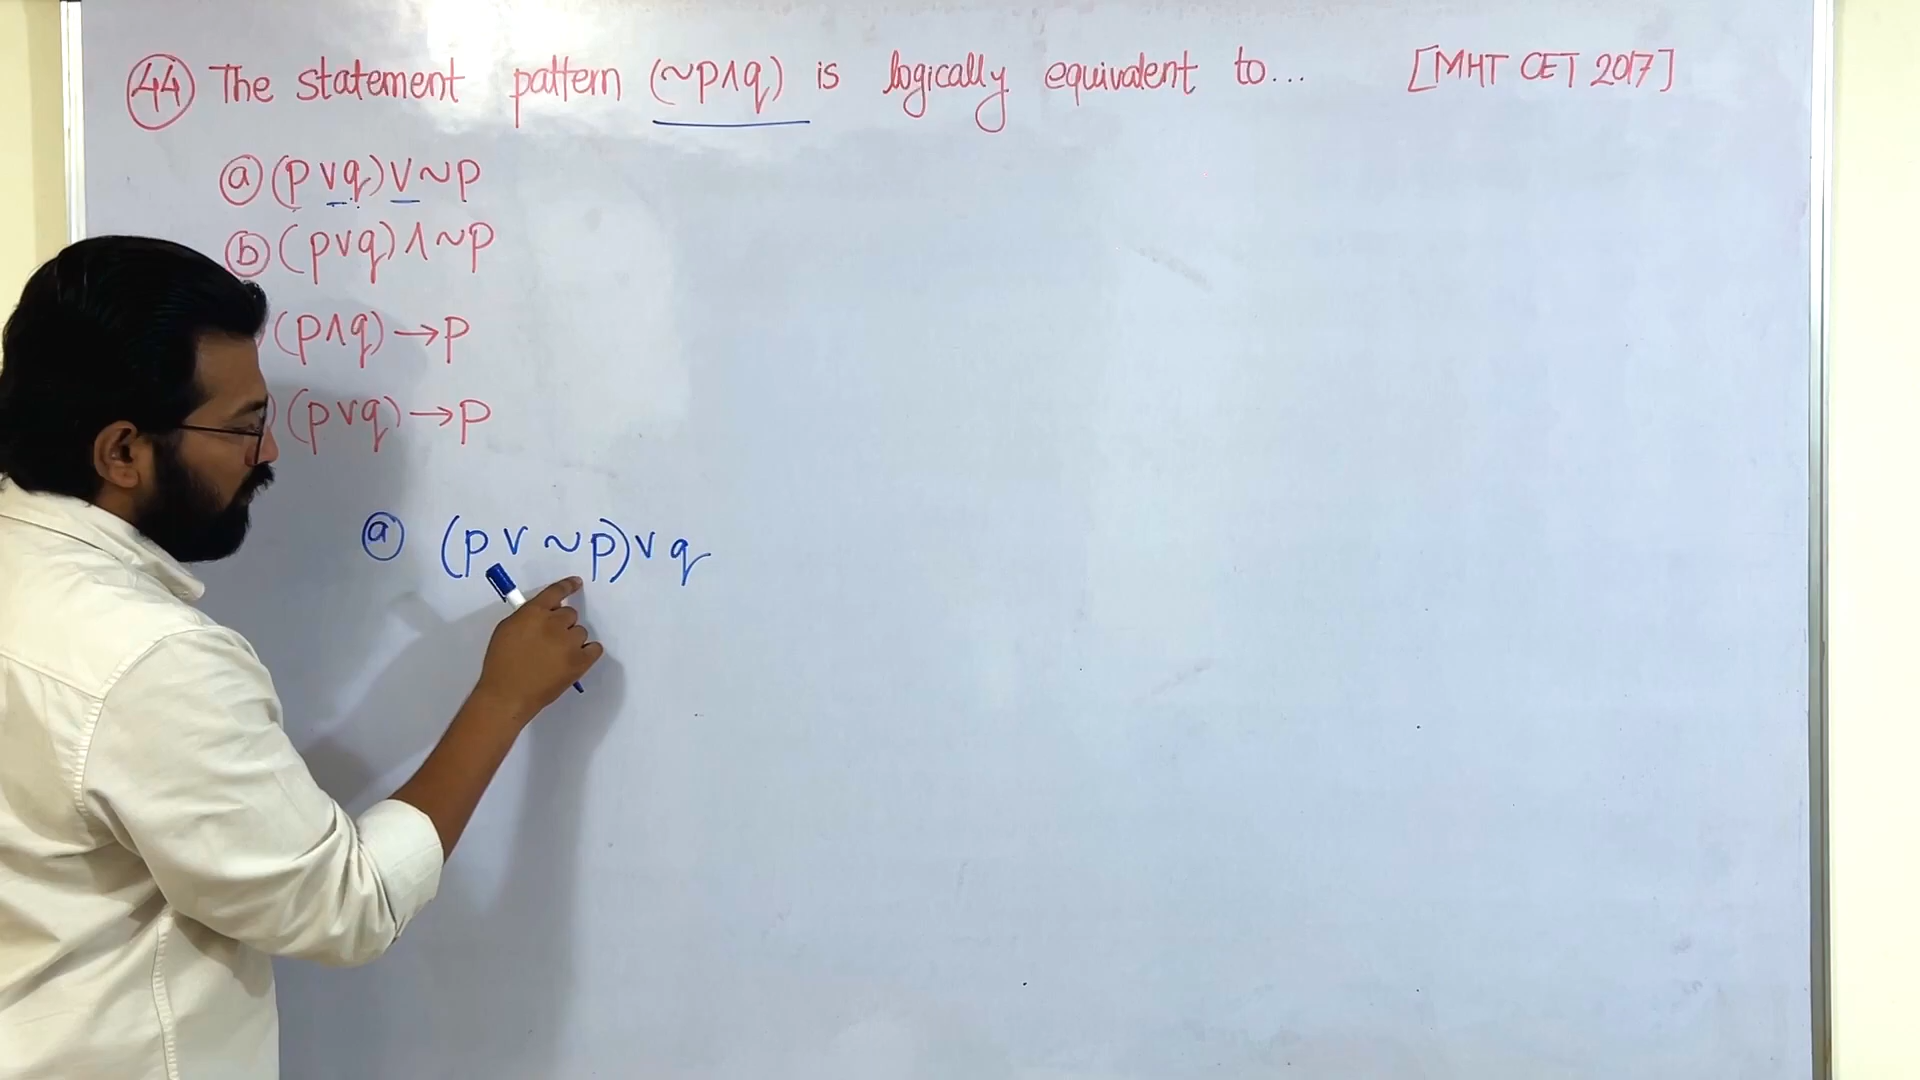 44 The statement pattern (~p∧q) is logically equivalent to... [MHT CET 2017]
a (p∨q)∨~p
b (p∨q)∧~p
(p∧q)→p
(p∨q)→p
a (p∨~p)∨q